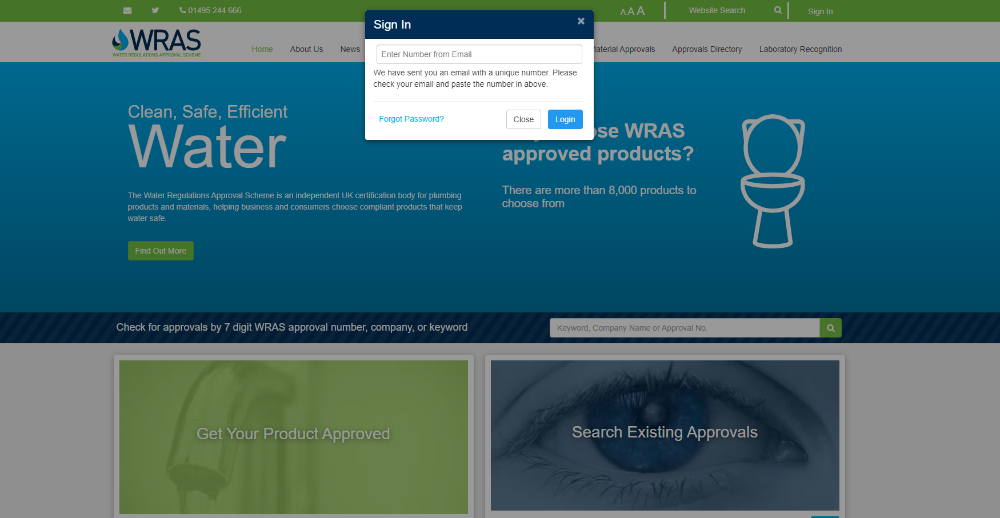 01495 244 666
A A A
Website Search
Sign In
WRAS
WATER REGULATIONS APPROVAL SCHEME
Home
About Us
News
Material Approvals
Approvals Directory
Laboratory Recognition
Sign In
Enter Number from Email
We have sent you an email with a unique number. Please
check your email and paste the number in above.
Forgot Password?
Close
Login
Clean, Safe, Efficient
Water
The Water Regulations Approval Scheme is an independent UK certification body for plumbing
products and materials, helping business and consumers choose compliant products that keep
water safe.
Find Out More
WRAS
approved products?
There are more than 8,000 products to
choose from
Check for approvals by 7 digit WRAS approval number, company, or keyword
Keyword, Company Name or Approval No.
Get Your Product Approved
Search Existing Approvals